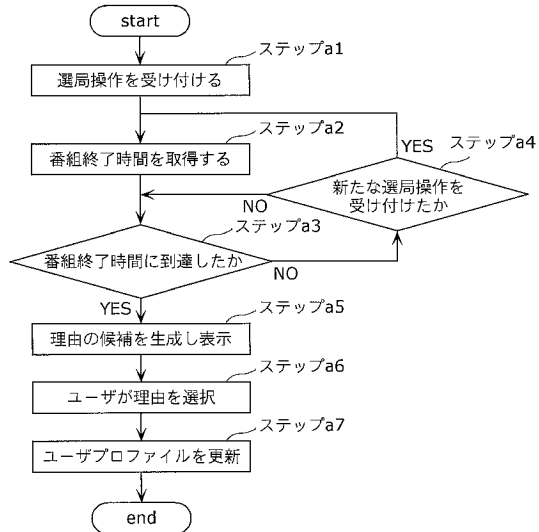 start
ステップa1
選局操作を受け付ける
ステップa2
番組終了時間を取得する
YES
ステップa4
新たな選局操作を
受け付けたか
NO
ステップa3
番組終了時間に到達したか
NO
YES
ステップa5
理由の候補を生成し表示
ステップa6
ユーザが理由を選択
ステップa7
ユーザプロファイルを更新
end